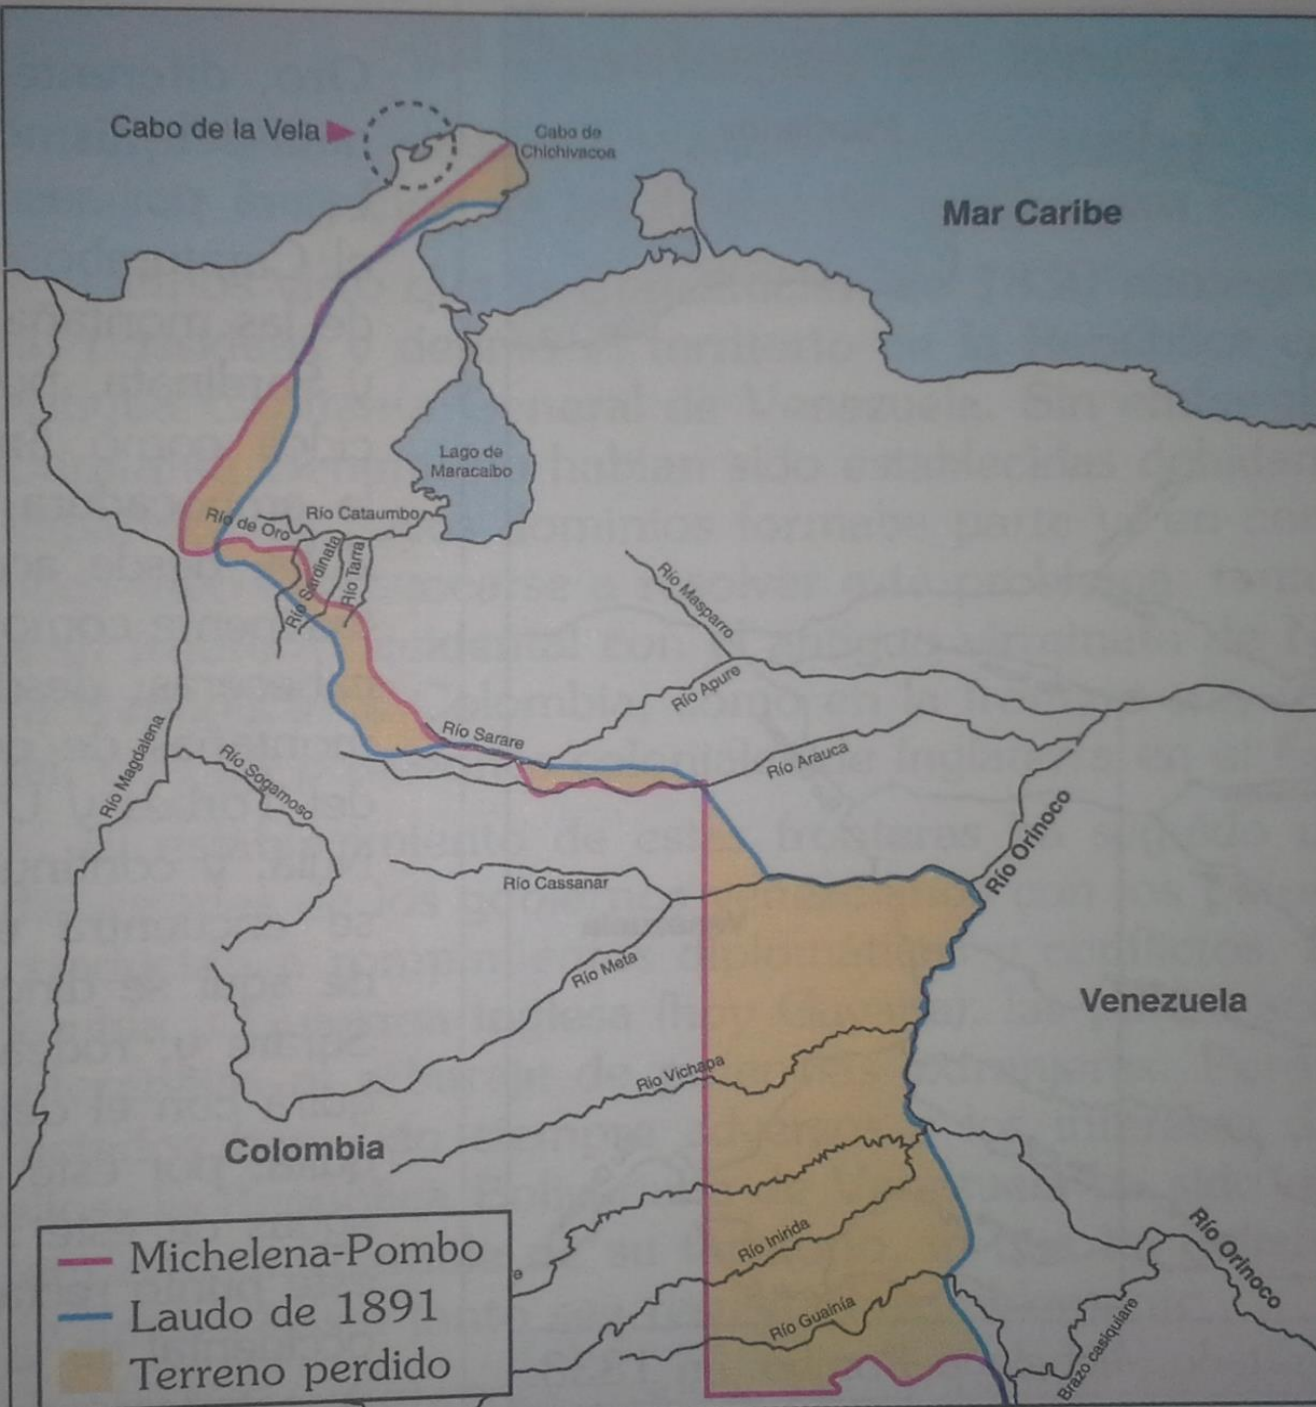 Cabo de la Vela
Cabo de
Chichivacoa
Mar Caribe
Lago de
Maracaibo
Río de Oro
Río Cataumbo
Río Sardinata
Río Tarra
Río Masparro
Río Apure
Río Sarare
Río Arauca
Río Magdalena
Río Sogamoso
Río Orinoco
Río Cassanar
Río Meta
Venezuela
Río Vichapa
Colombia
Río Inirida
Río Orinoco
e
Río Guainía
Brazo casiquiare
Michelena-Pombo
Laudo de 1891
Terreno perdido